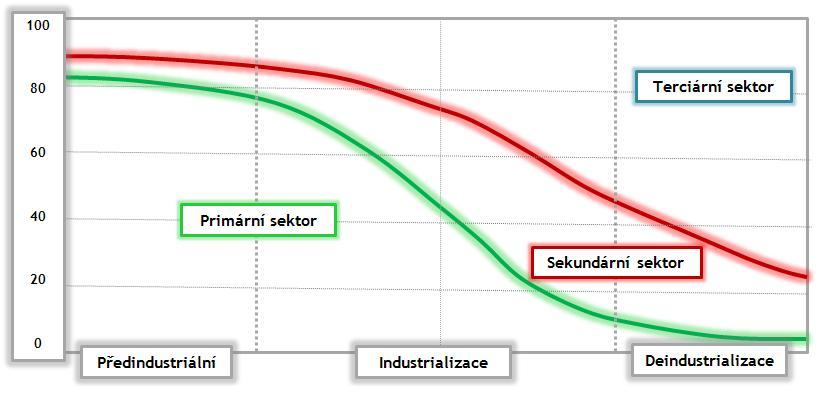 100
80
60
40
20
0
Terciární sektor
Primární sektor
Sekundární sektor
Předindustriální
Industrializace
Deindustrializace